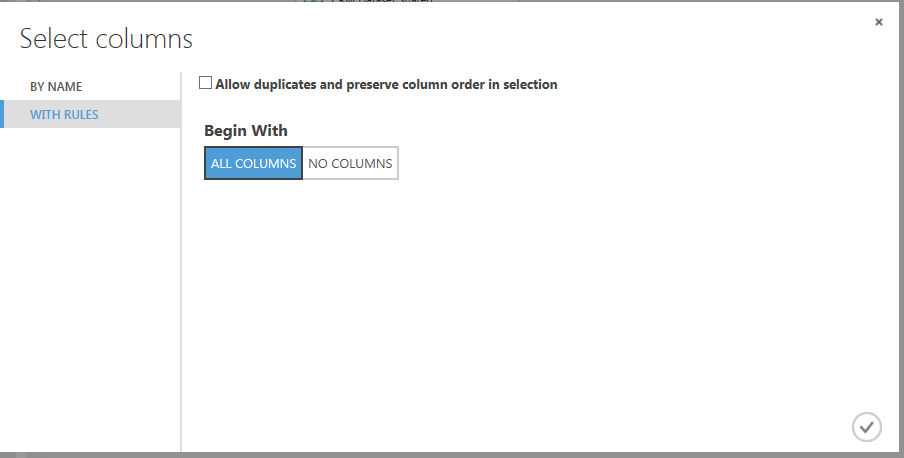 Select columns
BY NAME
WITH RULES
Allow duplicates and preserve column order in selection
Begin With
ALL COLUMNS
NO COLUMNS